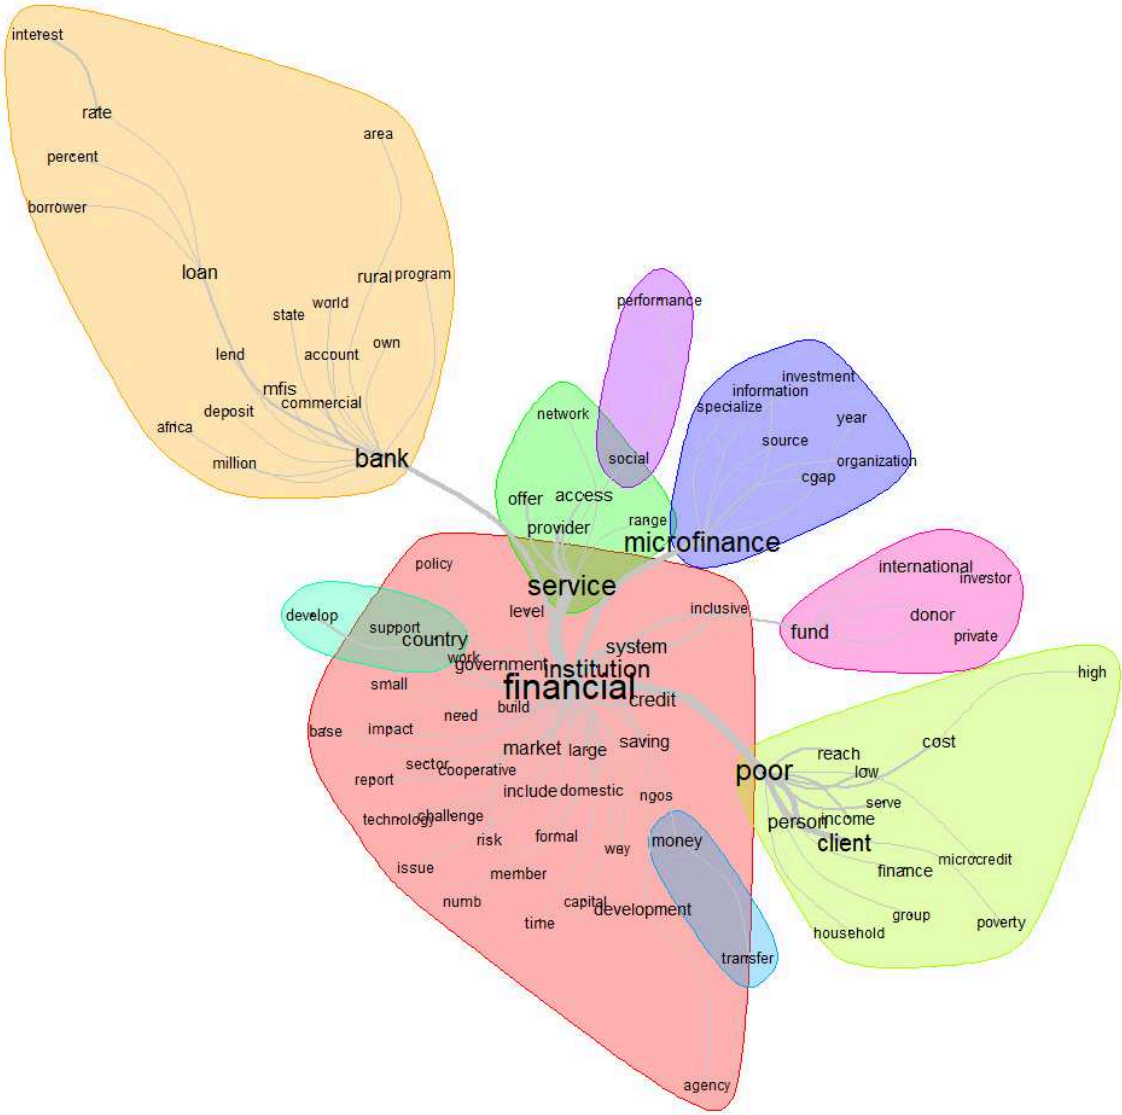 interest
rate
area
percent
borrower
loan
rural
program
world
state
own
lend
account
mfis
commercial
deposit
africa
million
bank
performance
network
social
offer
access
provider
range
service
investment
information
specialize
year
source
organization
cgap
microfinance
international
investor
donor
fund
private
policy
develop
support
country
level
inclusive
work
government
system
institution
financial
small
credit
build
need
base
impact
market
large
saving
sector
cooperative
report
include
domestic
ngos
technology
challenge
risk
formal
way
money
issue
member
numb
capital
development
time
transfer
agency
high
cost
reach
low
poor
serve
person
income
client
microcredit
finance
group
poverty
household